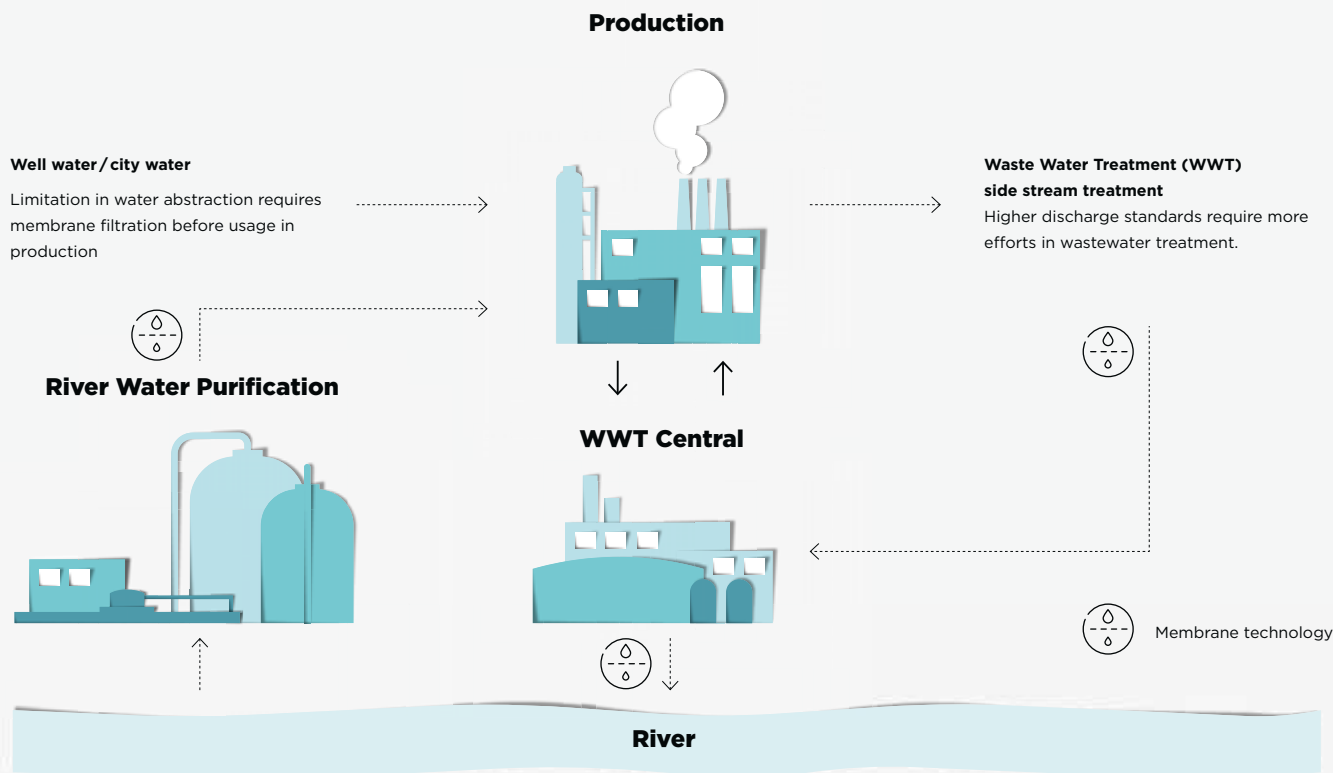 Production
Well water/city water
Limitation in water abstraction requires
membrane filtration before usage in
production
Waste Water Treatment (WWT)
side stream treatment
Higher discharge standards require more
efforts in wastewater treatment.
River Water Purification
WWT Central
Membrane technology
River